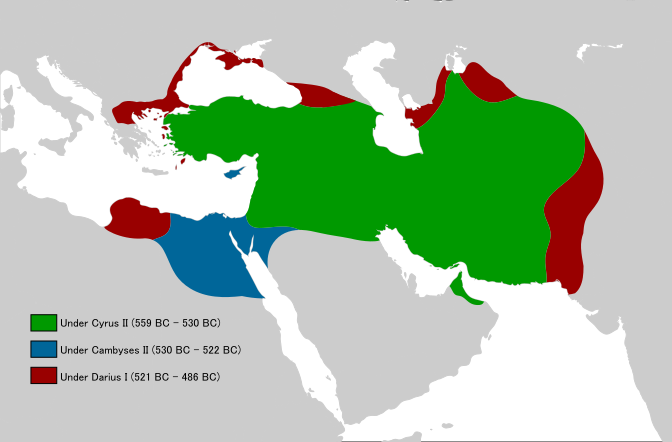 Under Cyrus II (559 BC - 530 BC)
Under Cambyses II (530 BC - 522 BC)
Under Darius I (521 BC - 486 BC)